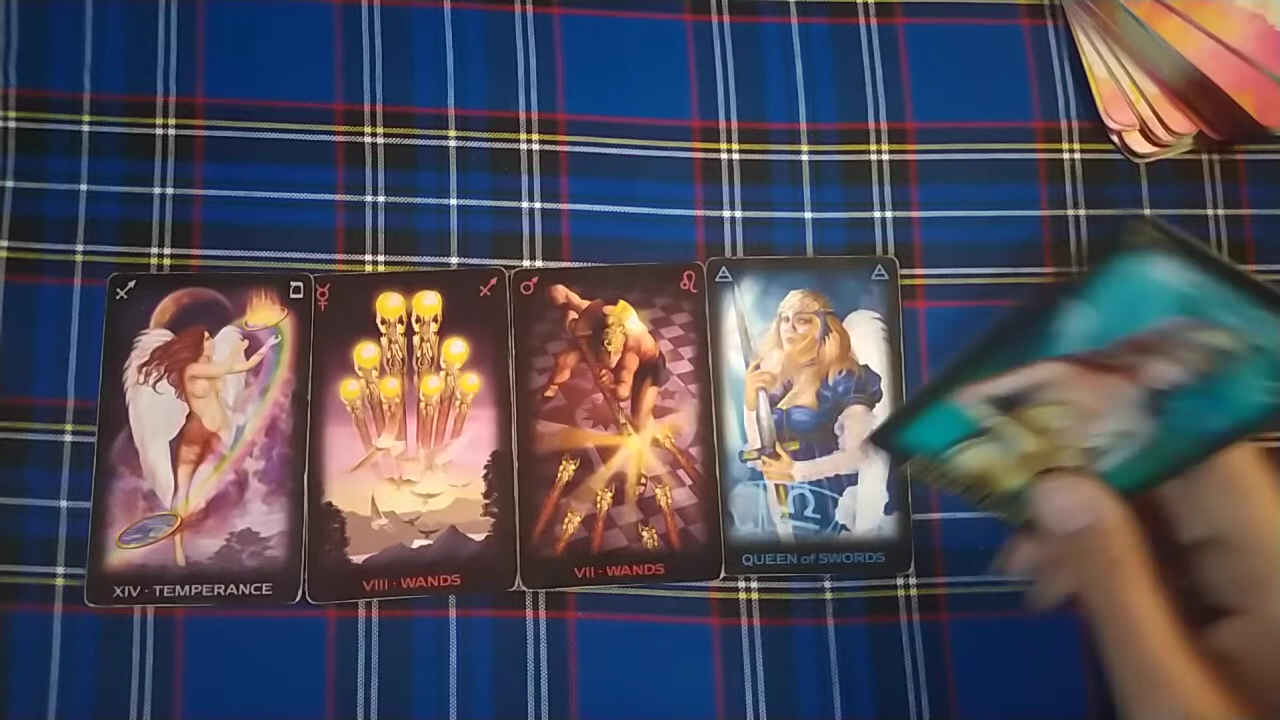 XIV · TEMPERANCE
VIII · WANDS
VII · WANDS
QUEEN of SWORDS